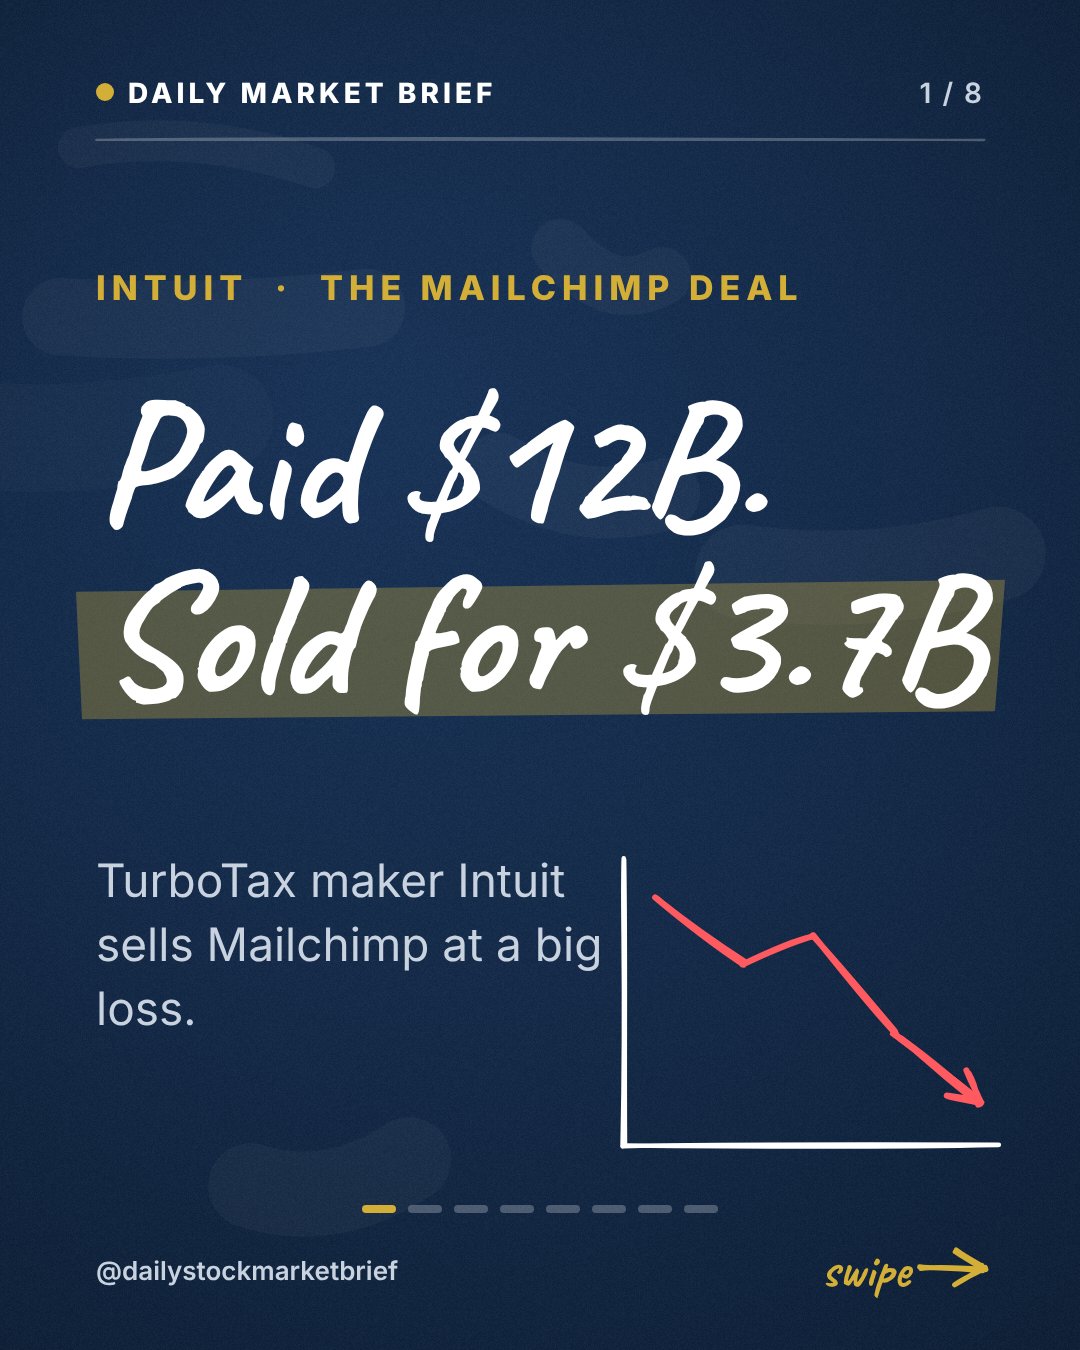 DAILY MARKET BRIEF
1 / 8
INTUIT · THE MAILCHIMP DEAL
Paid $12B.
Sold for $3.7B
TurboTax maker Intuit
sells Mailchimp at a big
loss.
@dailystockmarketbrief
swipe